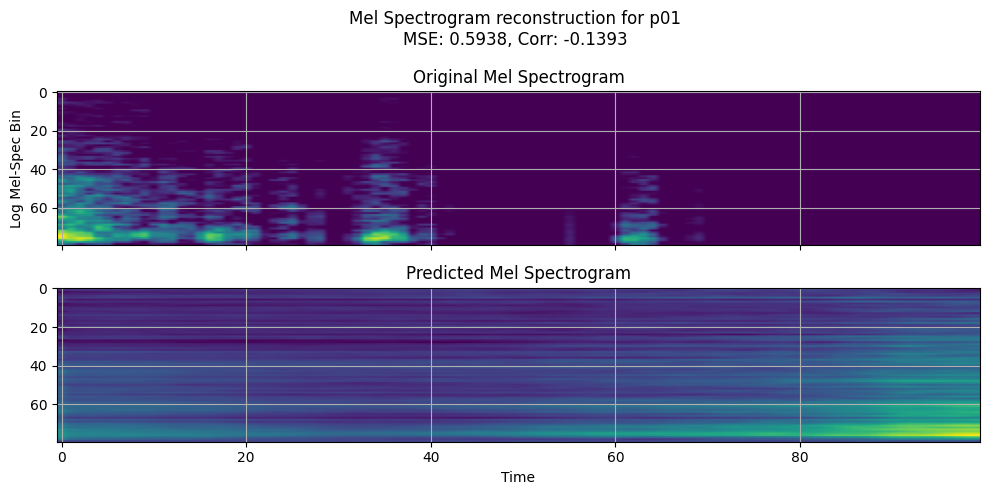 Mel Spectrogram reconstruction for p01
MSE: 0.5938, Corr: -0.1393
Original Mel Spectrogram
Log Mel-Spec Bin
0
20
40
60
Predicted Mel Spectrogram
0
20
40
60
0 20 40 60 80
Time